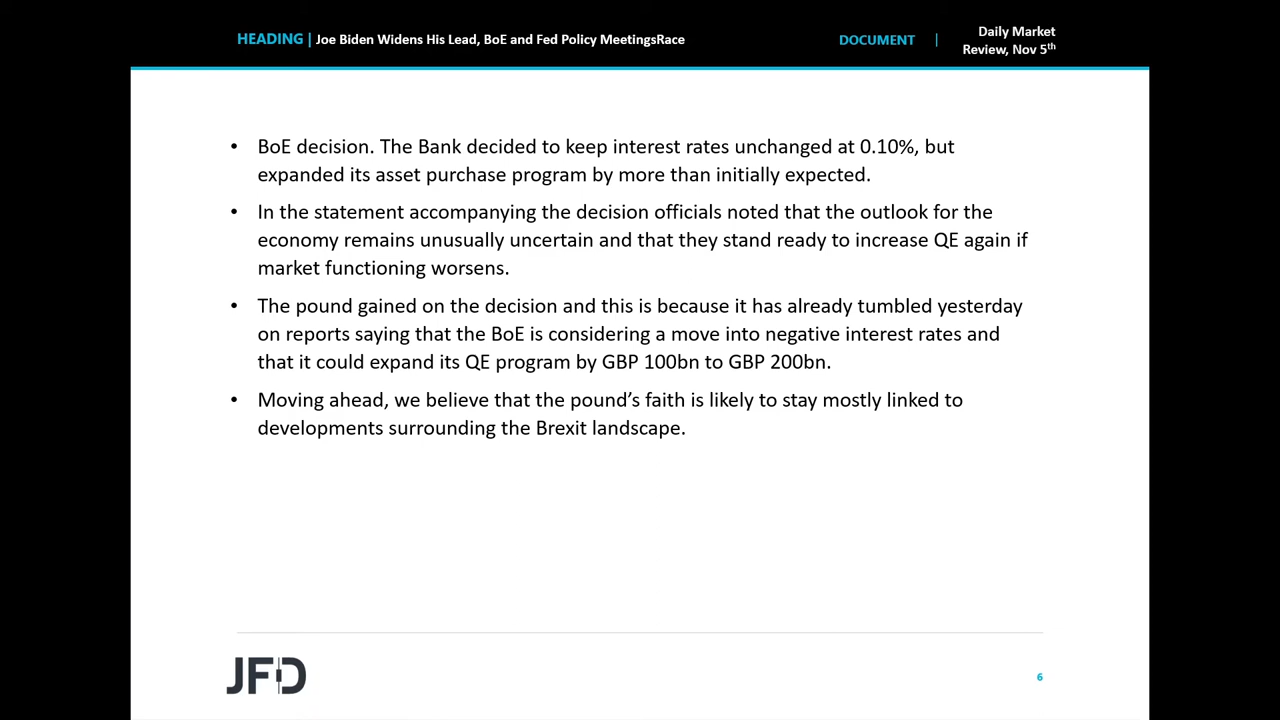 HEADING | Joe Biden Widens His Lead, BoE and Fed Policy MeetingsRace
DOCUMENT |
Daily Market
Review, Nov 5th
• BoE decision. The Bank decided to keep interest rates unchanged at 0.10%, but
expanded its asset purchase program by more than initially expected.
• In the statement accompanying the decision officials noted that the outlook for the
economy remains unusually uncertain and that they stand ready to increase QE again if
market functioning worsens.
• The pound gained on the decision and this is because it has already tumbled yesterday
on reports saying that the BoE is considering a move into negative interest rates and
that it could expand its QE program by GBP 100bn to GBP 200bn.
• Moving ahead, we believe that the pound’s faith is likely to stay mostly linked to
developments surrounding the Brexit landscape.
JFD
6